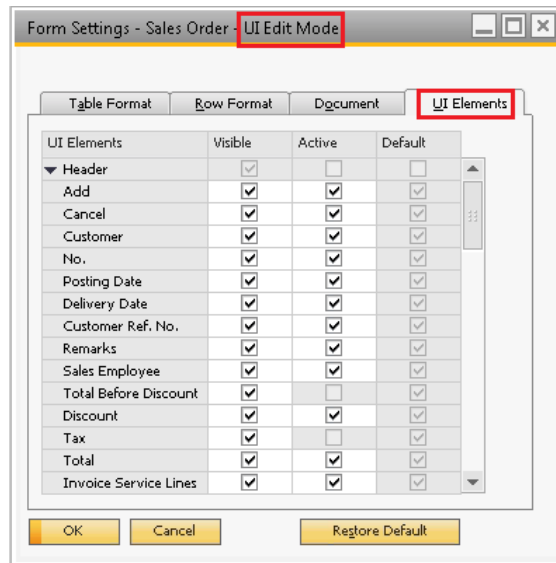 Form Settings - Sales Order - UI Edit Mode
Table Format Row Format Document UI Elements
UI Elements Visible Active Default
Header
Add
Cancel
Customer
No.
Posting Date
Delivery Date
Customer Ref. No.
Remarks
Sales Employee
Total Before Discount
Discount
Tax
Total
Invoice Service Lines
OK Cancel Restore Default